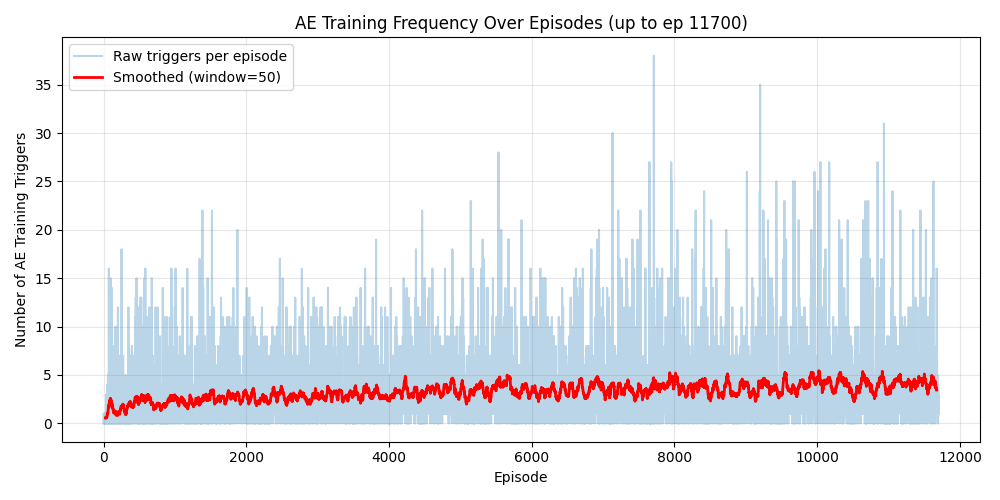 AE Training Frequency Over Episodes (up to ep 11700)
Raw triggers per episode
Smoothed (window=50)
Number of AE Training Triggers
35
30
25
20
15
10
5
0
0 2000 4000 6000 8000 10000 12000
Episode